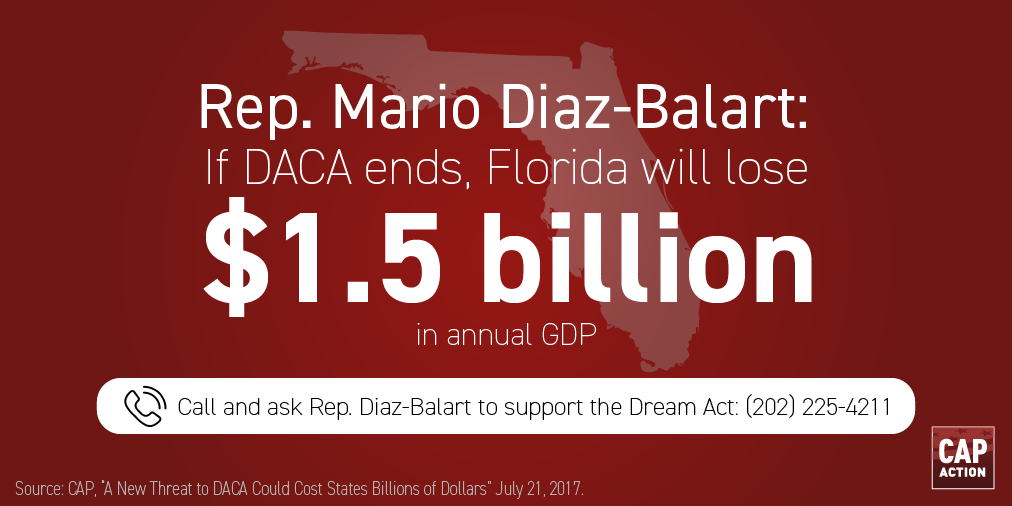 Rep. Mario Diaz-Balart:
If DACA ends, Florida will lose
$1.5 billion
in annual GDP
Call and ask Rep. Diaz-Balart to support the Dream Act: (202) 225-4211
CAP
ACTION
Source: CAP, "A New Threat to DACA Could Cost States Billions of Dollars" July 21, 2017.